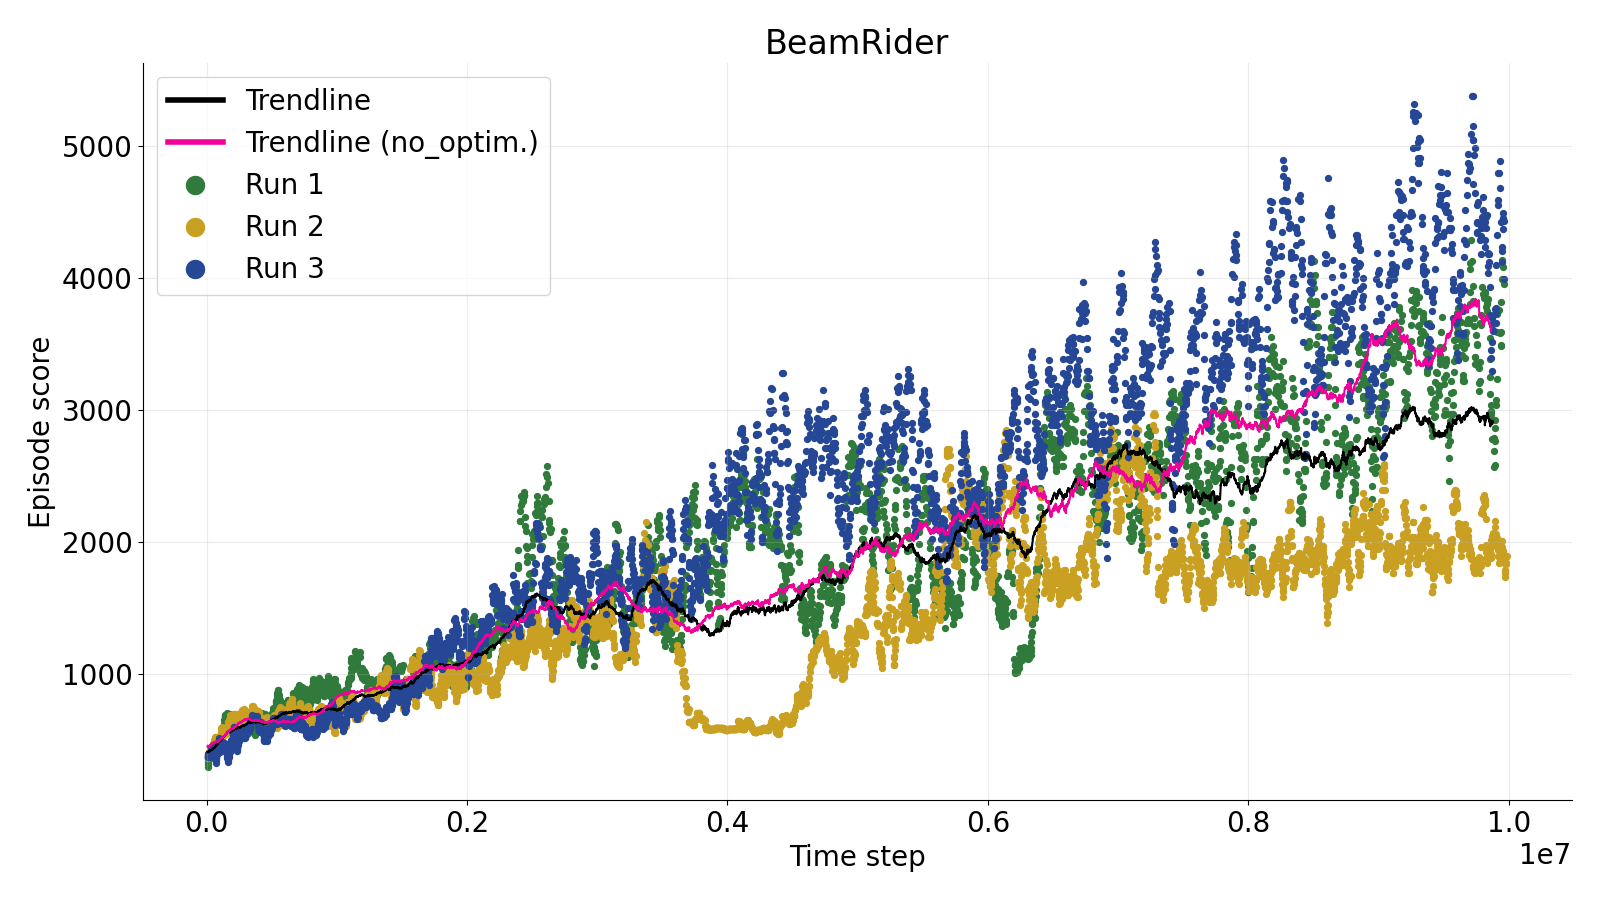 BeamRider
Trendline
Trendline (no_optim.)
Run 1
Run 2
Run 3
5000
4000
3000
2000
1000
Episode score
0.0 0.2 0.4 0.6 0.8 1.0
Time step
1e7